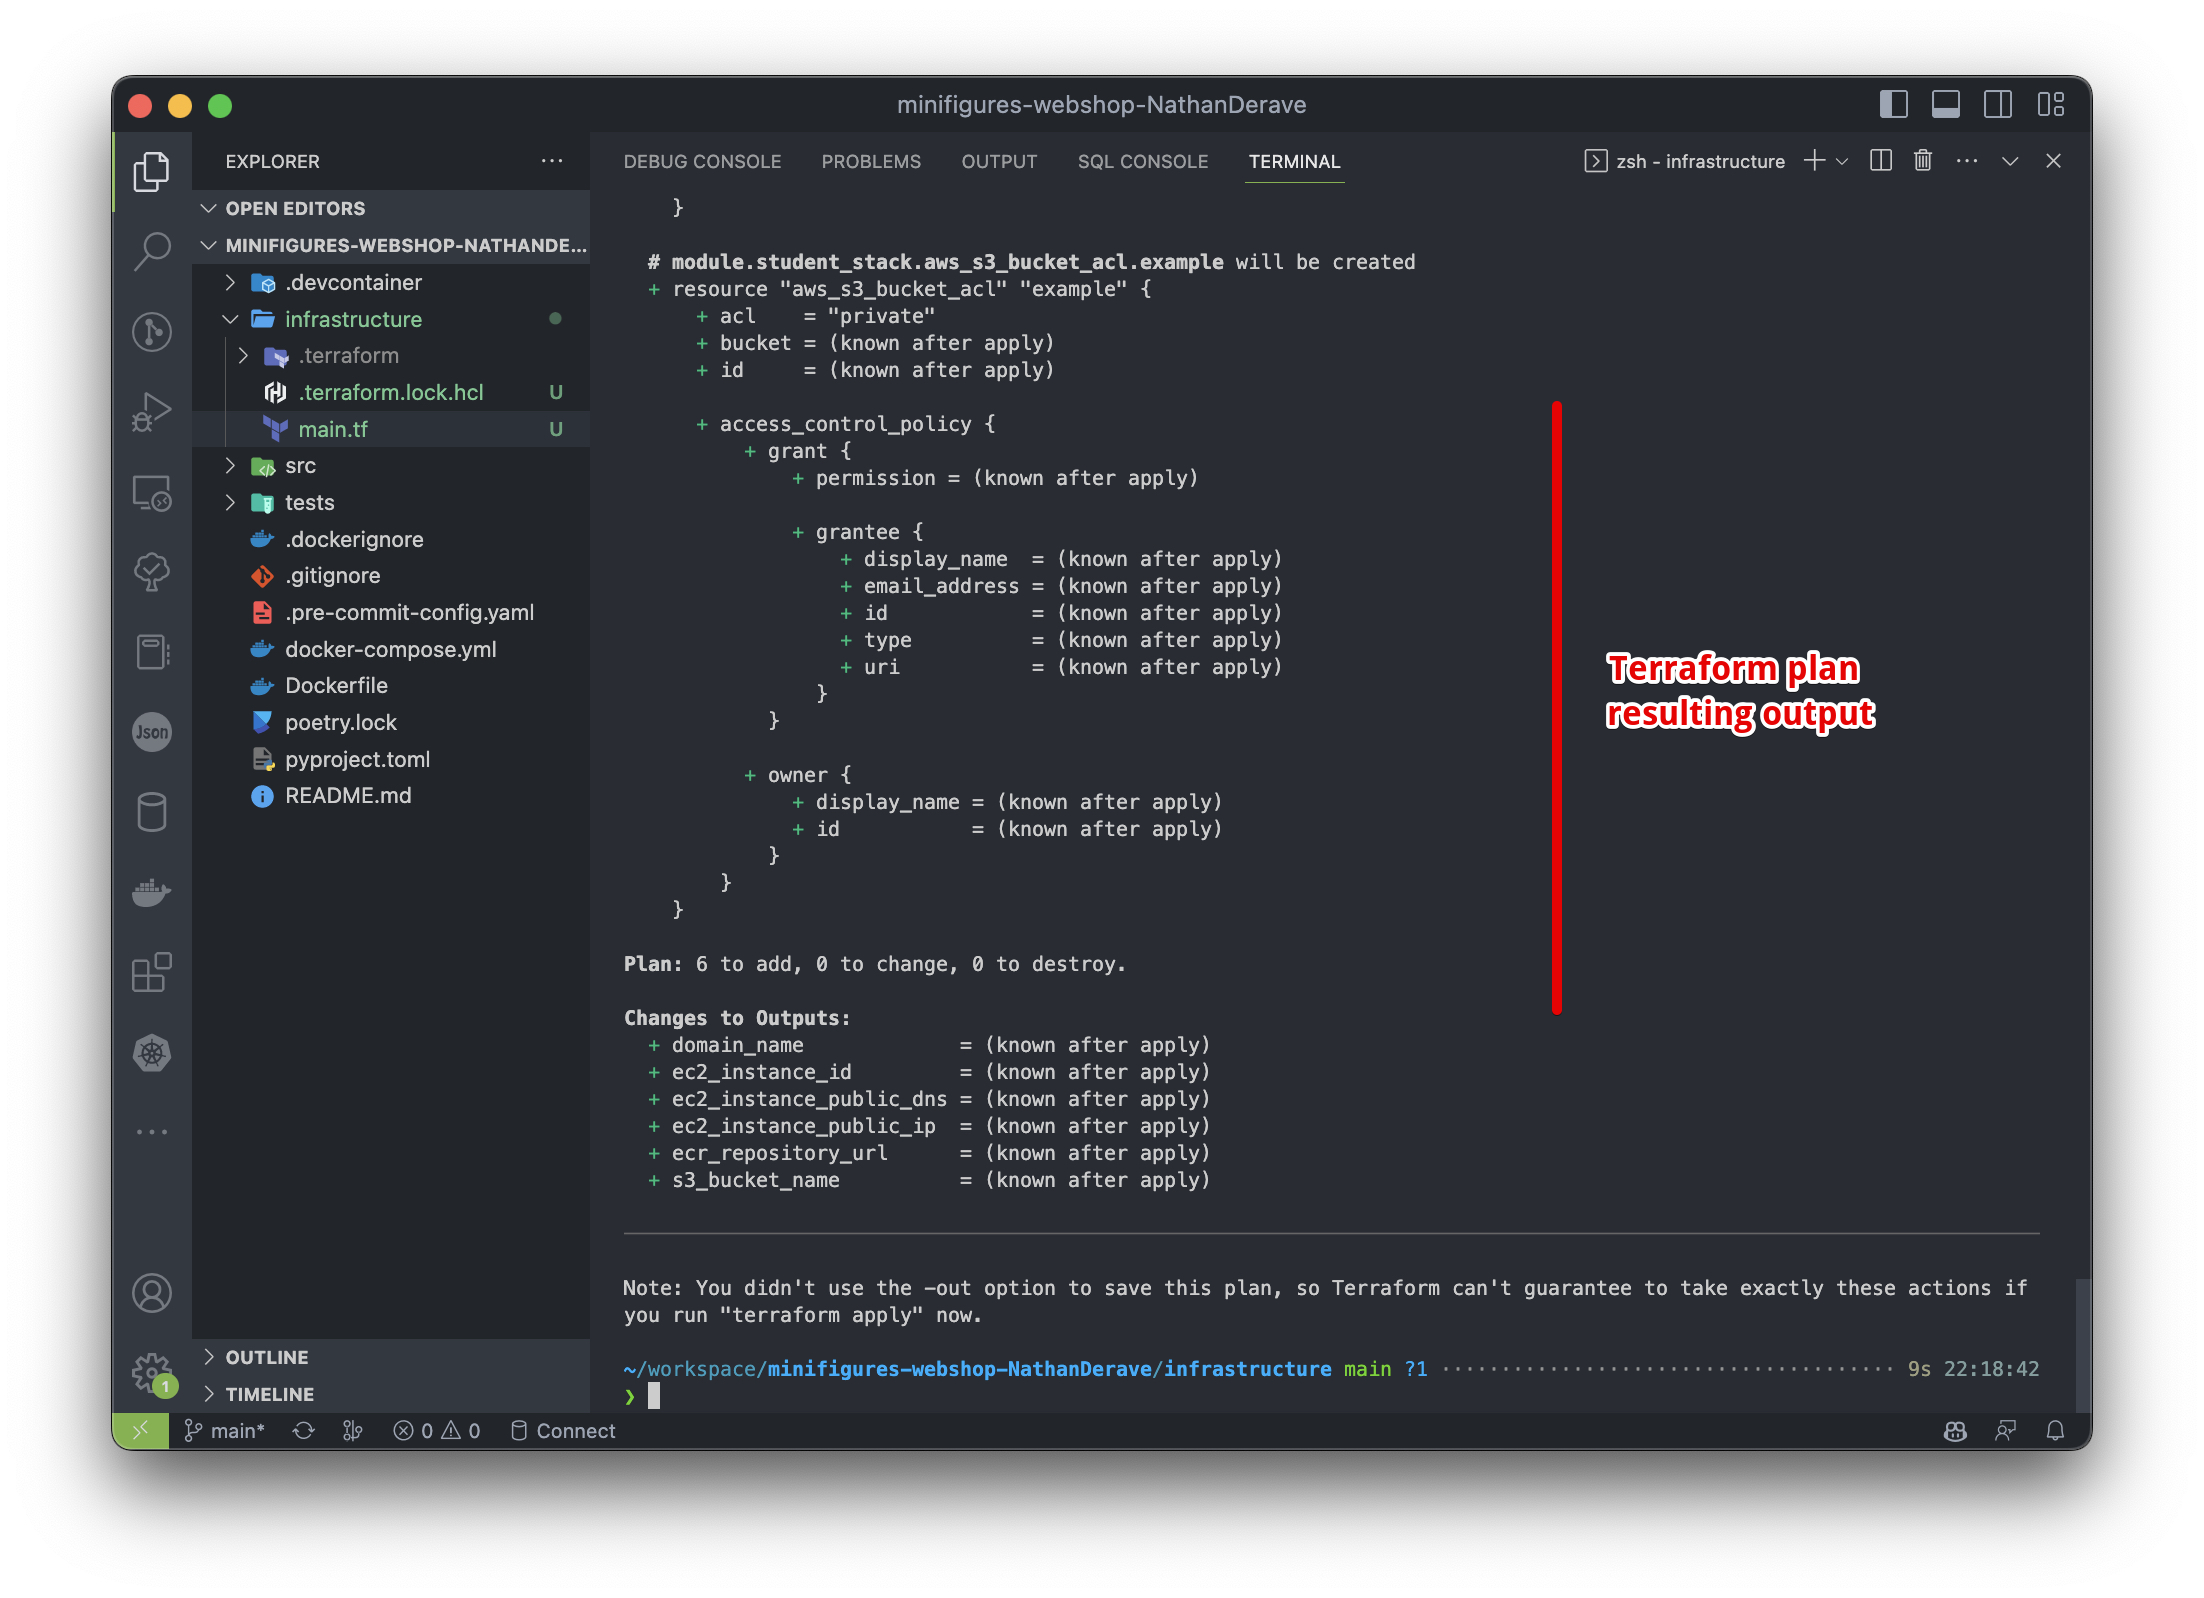 minifigures-webshop-NathanDerave
EXPLORER
OPEN EDITORS
MINIFIGURES-WEBSHOP-NATHANDE...
.devcontainer
infrastructure
.terraform
.terraform.lock.hcl U
main.tf U
src
tests
.dockerignore
.gitignore
.pre-commit-config.yaml
docker-compose.yml
Dockerfile
poetry.lock
pyproject.toml
README.md
OUTLINE
TIMELINE
Json
1
DEBUG CONSOLE PROBLEMS OUTPUT SQL CONSOLE TERMINAL zsh - infrastructure
}
# module.student_stack.aws_s3_bucket_acl.example will be created
+ resource "aws_s3_bucket_acl" "example" {
+ acl = "private"
+ bucket = (known after apply)
+ id = (known after apply)
+ access_control_policy {
+ grant {
+ permission = (known after apply)
+ grantee {
+ display_name = (known after apply)
+ email_address = (known after apply)
+ id = (known after apply)
+ type = (known after apply)
+ uri = (known after apply)
}
}
+ owner {
+ display_name = (known after apply)
+ id = (known after apply)
}
}
}
Plan: 6 to add, 0 to change, 0 to destroy.
Changes to Outputs:
+ domain_name = (known after apply)
+ ec2_instance_id = (known after apply)
+ ec2_instance_public_dns = (known after apply)
+ ec2_instance_public_ip = (known after apply)
+ ecr_repository_url = (known after apply)
+ s3_bucket_name = (known after apply)
Note: You didn't use the -out option to save this plan, so Terraform can't guarantee to take exactly these actions if
you run "terraform apply" now.
~/workspace/minifigures-webshop-NathanDerave/infrastructure main ?1 ······································ 9s 22:18:42
❯
Terraform plan
resulting output
main* 0 0 Connect